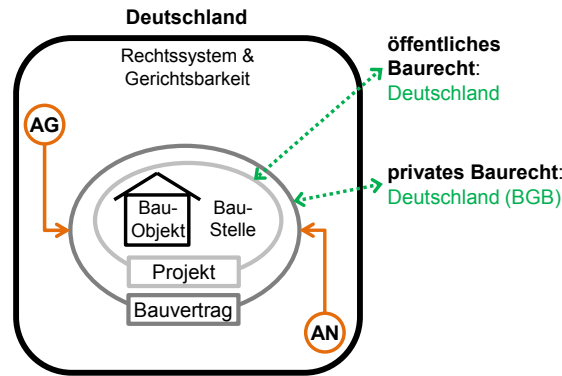 Deutschland
Rechtssystem &
Gerichtsbarkeit
AG
Bau-
Objekt
Bau-
Stelle
Projekt
Bauvertrag
AN
öffentliches
Baurecht:
Deutschland
privates Baurecht:
Deutschland (BGB)